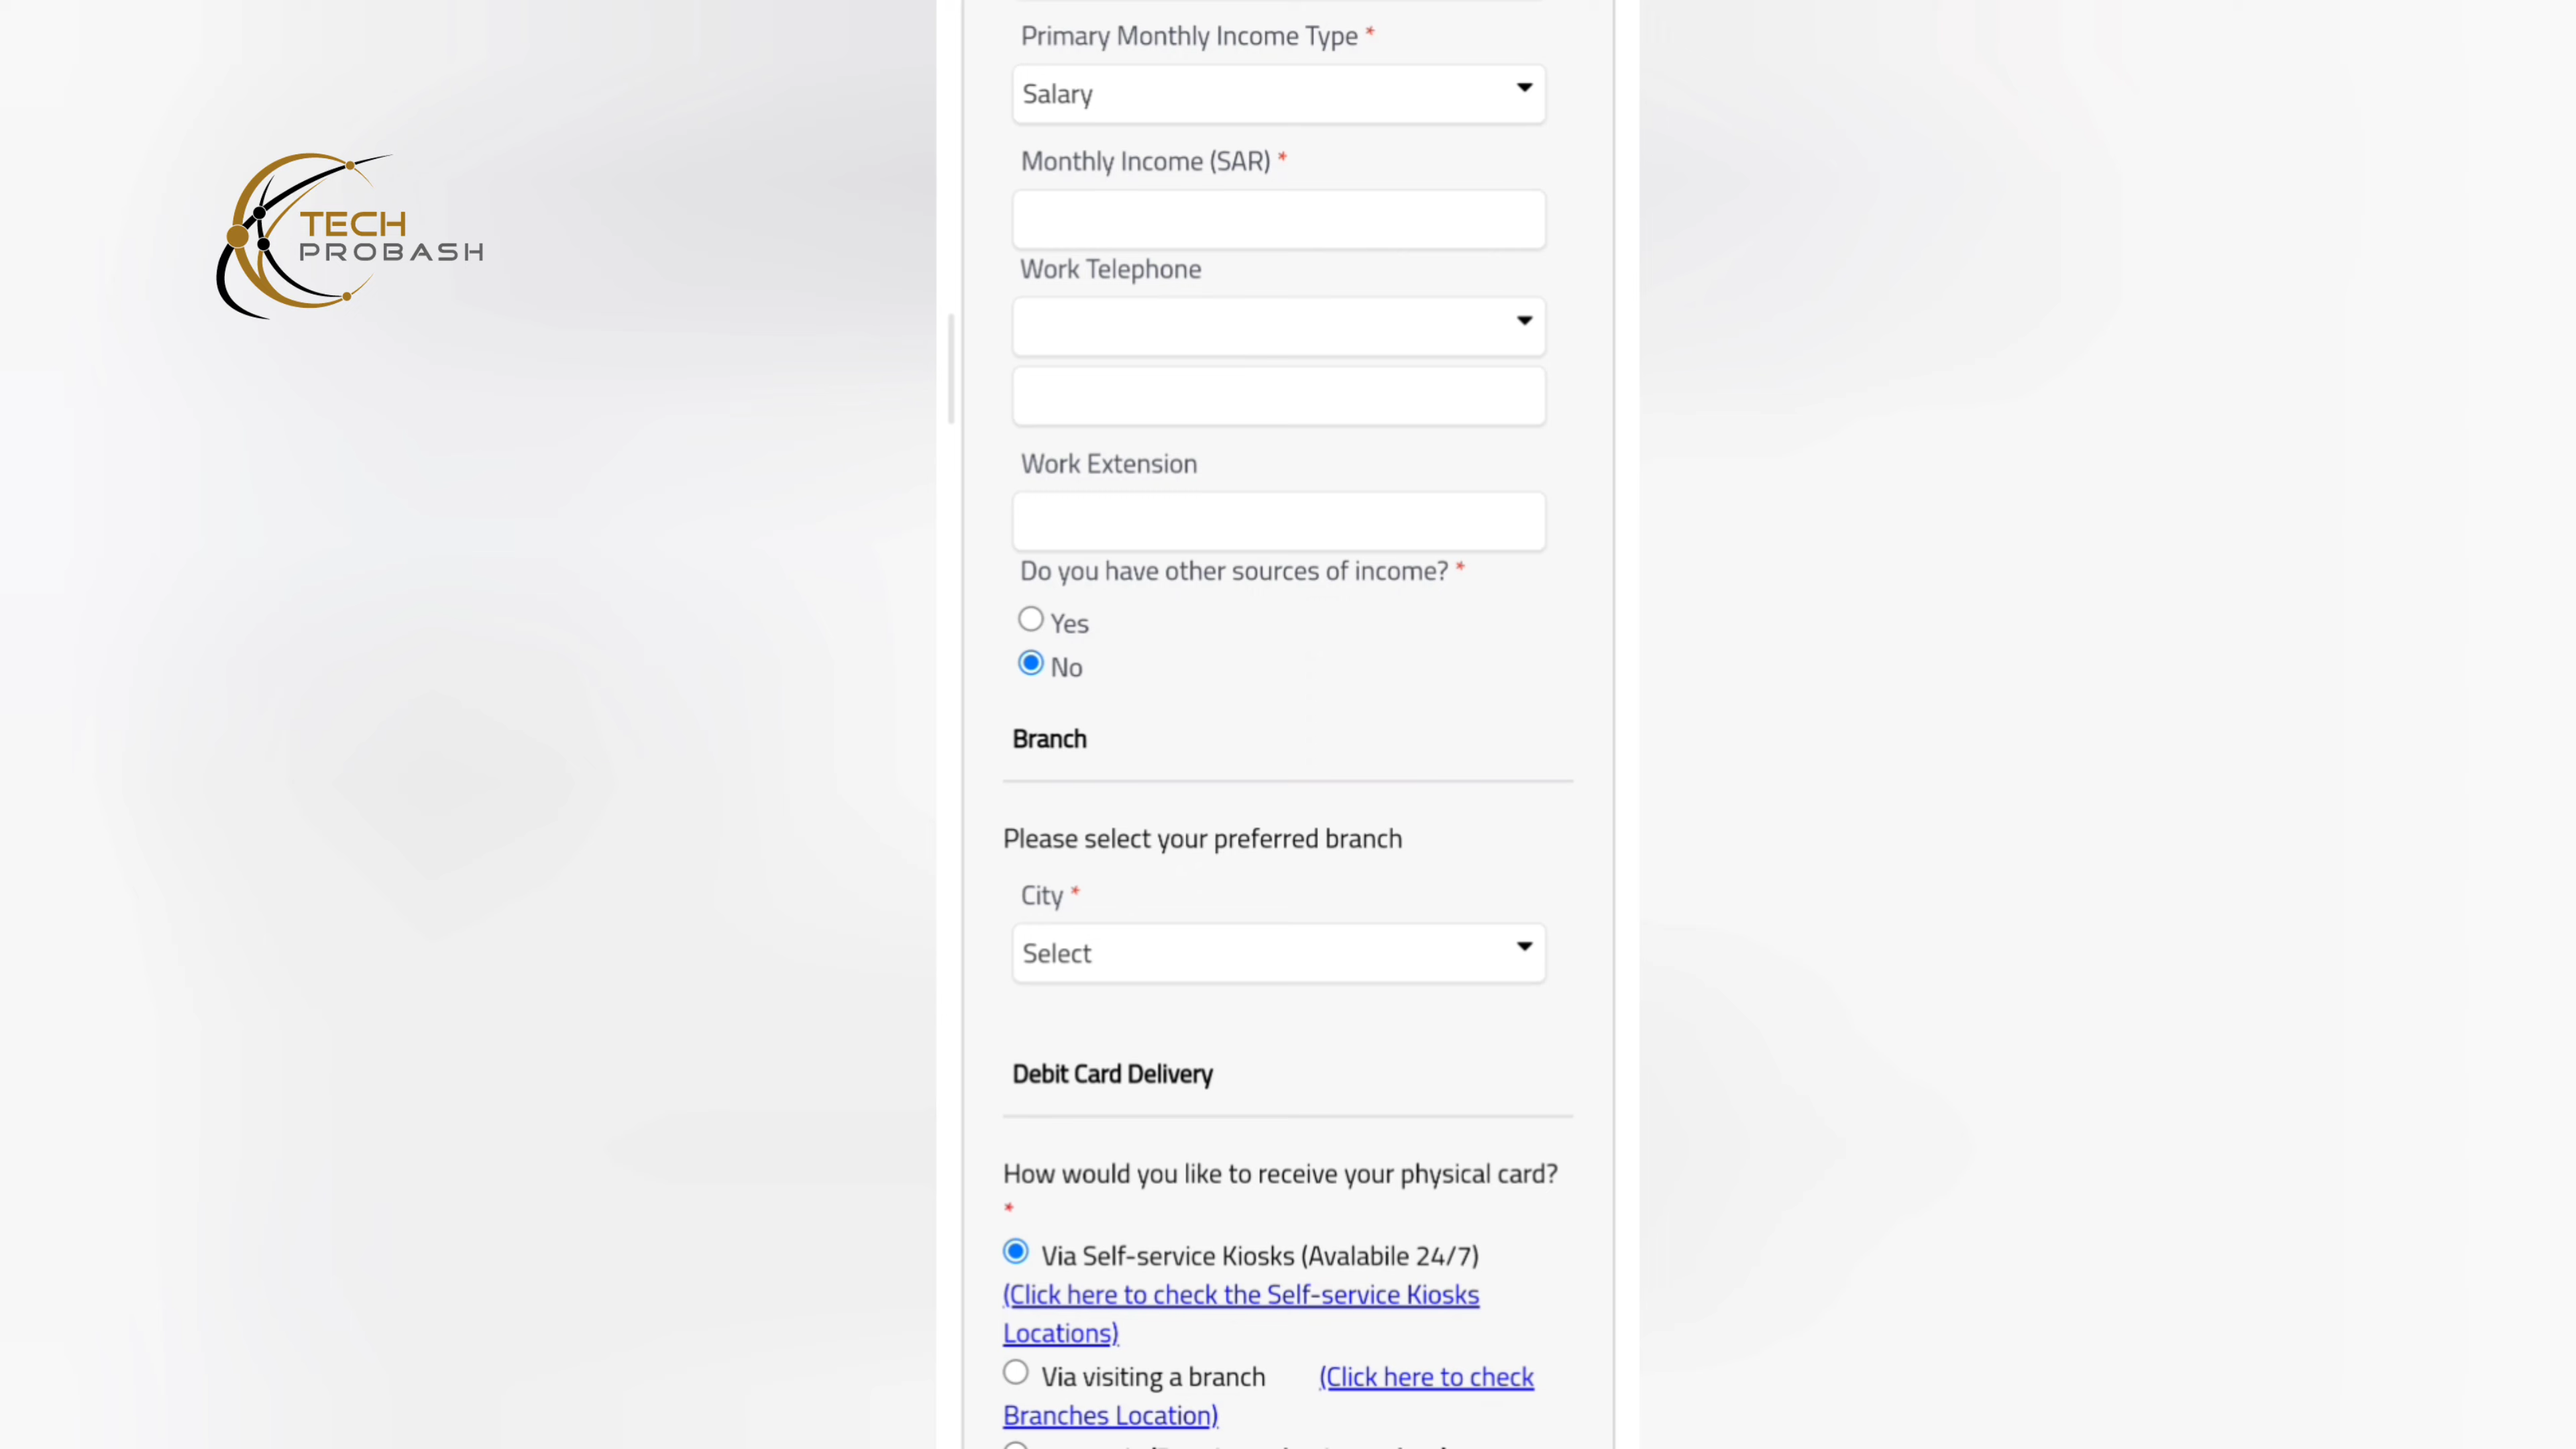 TECH
PROBASH
Primary Monthly Income Type *
Salary
Monthly Income (SAR) *
Work Telephone
Work Extension
Do you have other sources of income? *
Yes
No
Branch
Please select your preferred branch
City *
Select
Debit Card Delivery
How would you like to receive your physical card?
*
Via Self-service Kiosks (Avalabile 24/7)
(Click here to check the Self-service Kiosks
Locations)
Via visiting a branch (Click here to check
Branches Location)